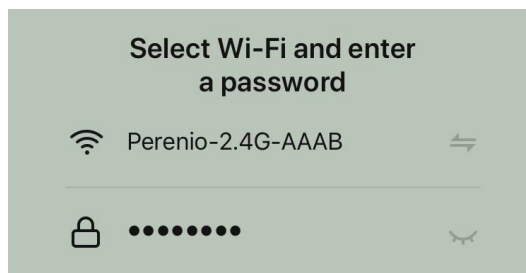 Select Wi-Fi and enter
a password
Perenio-2.4G-AAAB
••••••••